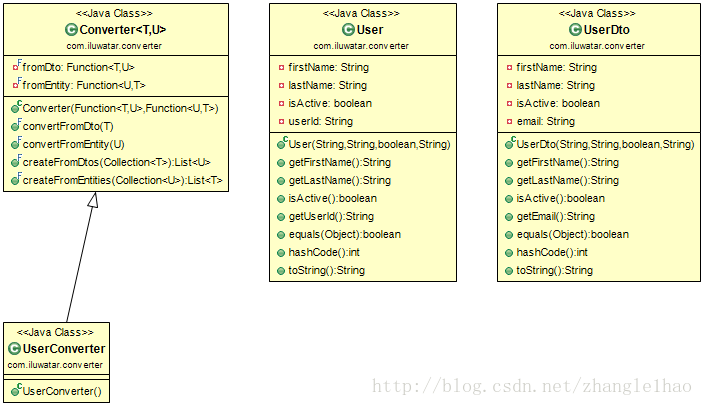 <<Java Class>>
Converter<T,U>
com.iluwatar.converter
fromDto: Function<T,U>
fromEntity: Function<U,T>
Converter(Function<T,U>,Function<U,T>)
convertFromDto(T)
convertFromEntity(U)
createFromDtos(Collection<T>):List<U>
createFromEntities(Collection<U>):List<T>
<<Java Class>>
User
com.iluwatar.converter
firstName: String
lastName: String
isActive: boolean
userId: String
User(String,String,boolean,String)
getFirstName():String
getLastName():String
isActive():boolean
getUserId():String
equals(Object):boolean
hashCode():int
toString():String
<<Java Class>>
UserDto
com.iluwatar.converter
firstName: String
lastName: String
isActive: boolean
email: String
UserDto(String,String,boolean,String)
getFirstName():String
getLastName():String
isActive():boolean
getEmail():String
equals(Object):boolean
hashCode():int
toString():String
<<Java Class>>
UserConverter
com.iluwatar.converter
UserConverter()
http://blog.csdn.net/zhangleihao